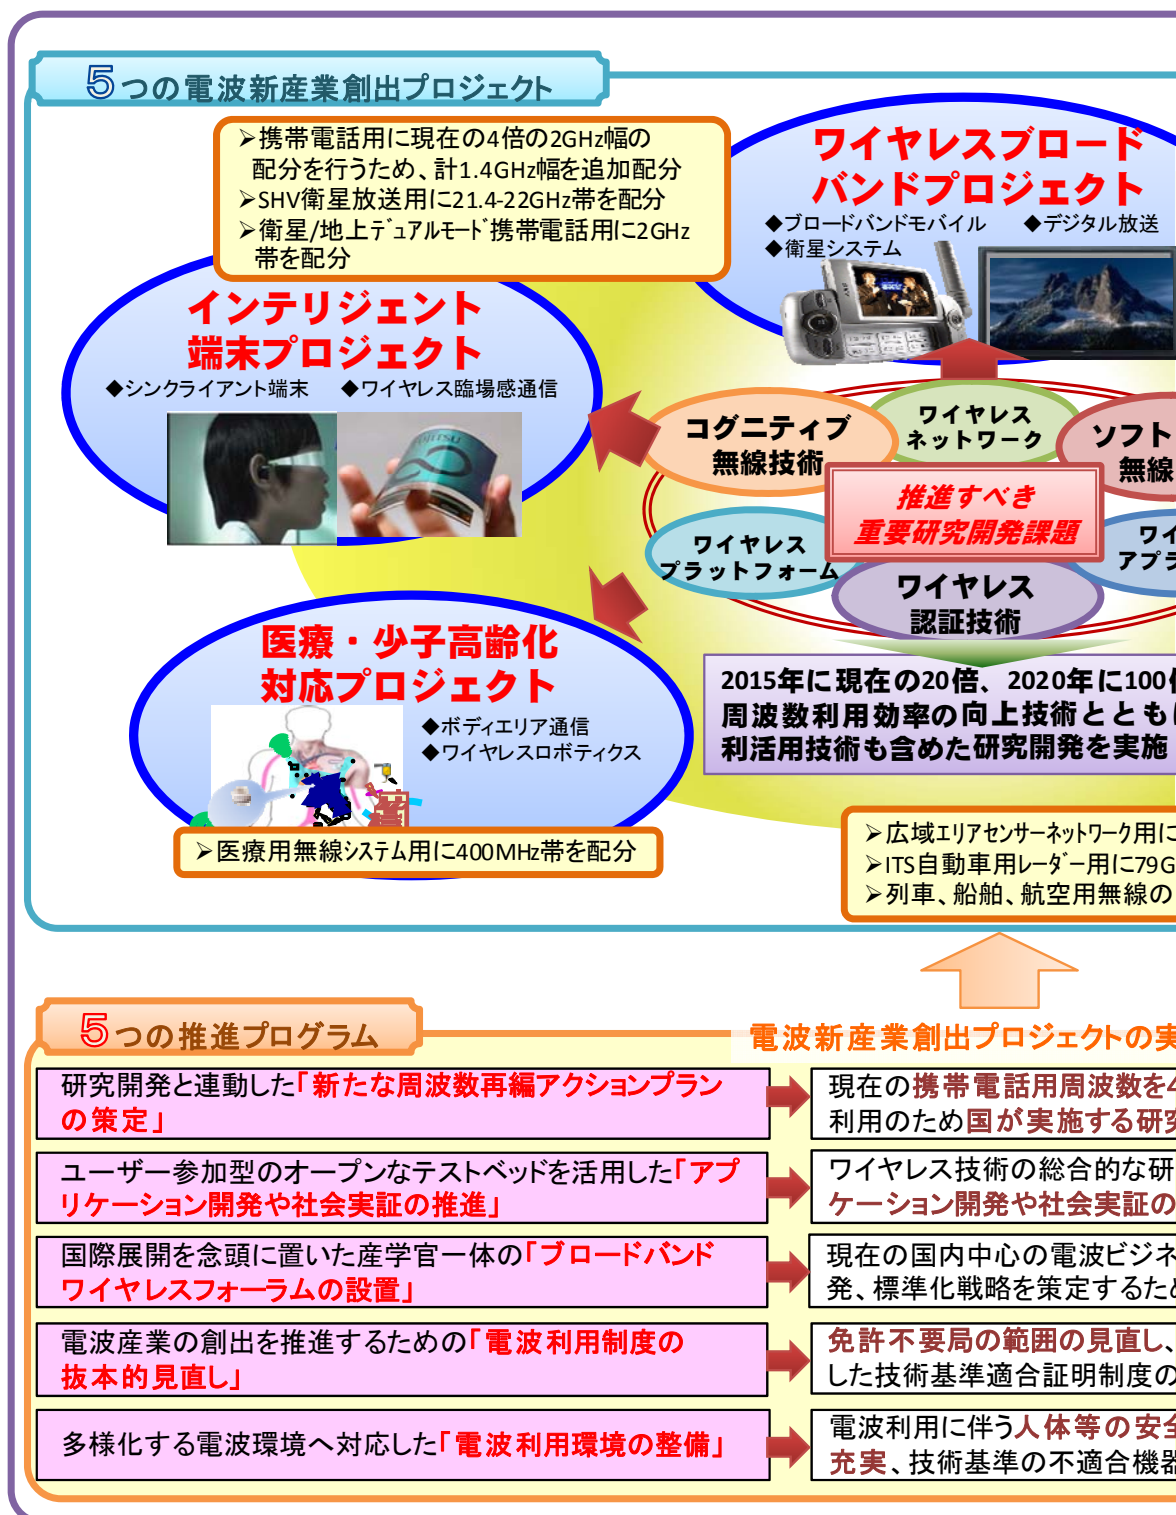 5つの電波新産業創出プロジェクト
➢携帯電話用に現在の4倍の2GHz幅の
配分を行うため、計1.4GHz幅を追加配分
➢SHV衛星放送用に21.4-22GHz帯を配分
➢衛星/地上デュアルモード携帯電話用に2GHz
帯を配分
ワイヤレスブロード
バンドプロジェクト
◆ブロードバンドモバイル ◆デジタル放送
◆衛星システム
インテリジェント
端末プロジェクト
◆シンクライアント端末 ◆ワイヤレス臨場感通信
コグニティブ
無線技術
ワイヤレス
ネットワーク
ソフト
無線
推進すべき
重要研究開発課題
ワイヤレス
プラットフォーム
ワイヤレス
認証技術
ワイ
アプラ
医療・少子高齢化
対応プロジェクト
◆ボディエリア通信
◆ワイヤレスロボティクス
➢医療用無線システム用に400MHz帯を配分
2015年に現在の20倍、2020年に100
周波数利用効率の向上技術ととも
利活用技術も含めた研究開発を実施
➢広域エリアセンサーネットワーク用に
➢ITS自動車用レーダー用に79G
➢列車、船舶、航空用無線の
5つの推進プログラム
電波新産業創出プロジェクトの実
研究開発と連動した「新たな周波数再編アクションプラン
の策定」
現在の携帯電話用周波数を4
利用のため国が実施する研究
ユーザー参加型のオープンなテストベッドを活用した「アプ
リケーション開発や社会実証の推進」
ワイヤレス技術の総合的な研
ケーション開発や社会実証の
国際展開を念頭に置いた産学官一体の「ブロードバンド
ワイヤレスフォーラムの設置」
現在の国内中心の電波ビジネ
発、標準化戦略を策定するため
電波産業の創出を推進するための「電波利用制度の
抜本的見直し」
免許不要局の範囲の見直し、
した技術基準適合証明制度の
多様化する電波環境へ対応した「電波利用環境の整備」
電波利用に伴う人体等の安全
充実、技術基準の不適合機器